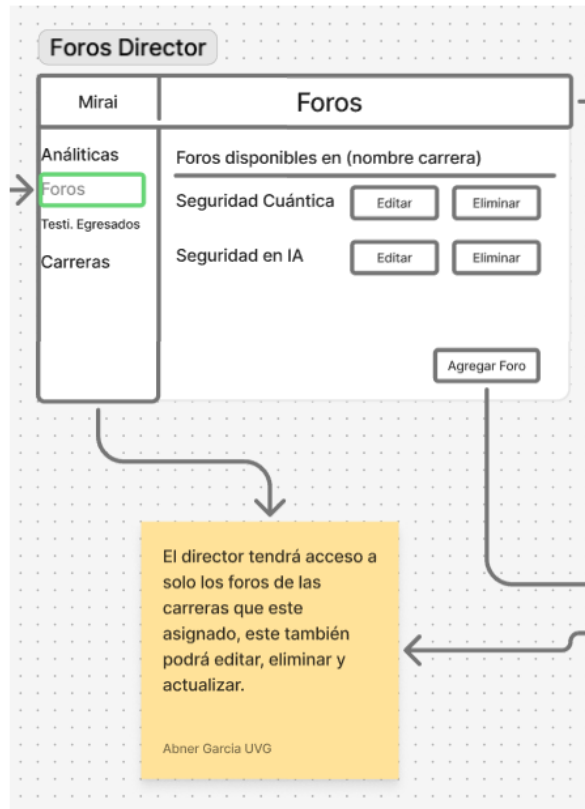 Foros Director
Mirai
Foros
Análiticas
Foros
Testi. Egresados
Carreras
Foros disponibles en (nombre carrera)
Seguridad Cuántica
Editar
Eliminar
Seguridad en IA
Editar
Eliminar
Agregar Foro
El director tendrá acceso a
solo los foros de las
carreras que este
asignado, este también
podrá editar, eliminar y
actualizar.
Abner Garcia UVG